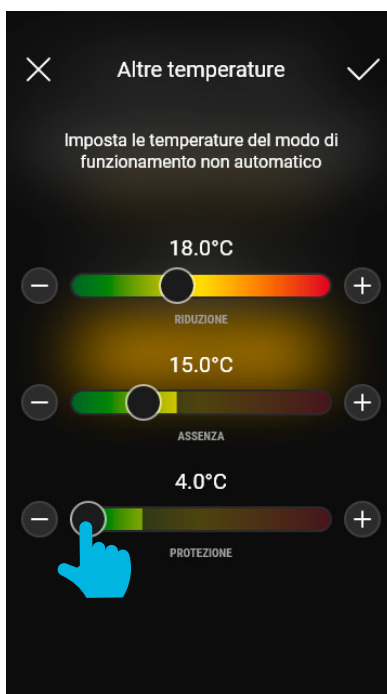 Altre temperature
Imposta le temperature del modo di
funzionamento non automatico
18.0°C
RIDUZIONE
15.0°C
ASSENZA
4.0°C
PROTEZIONE